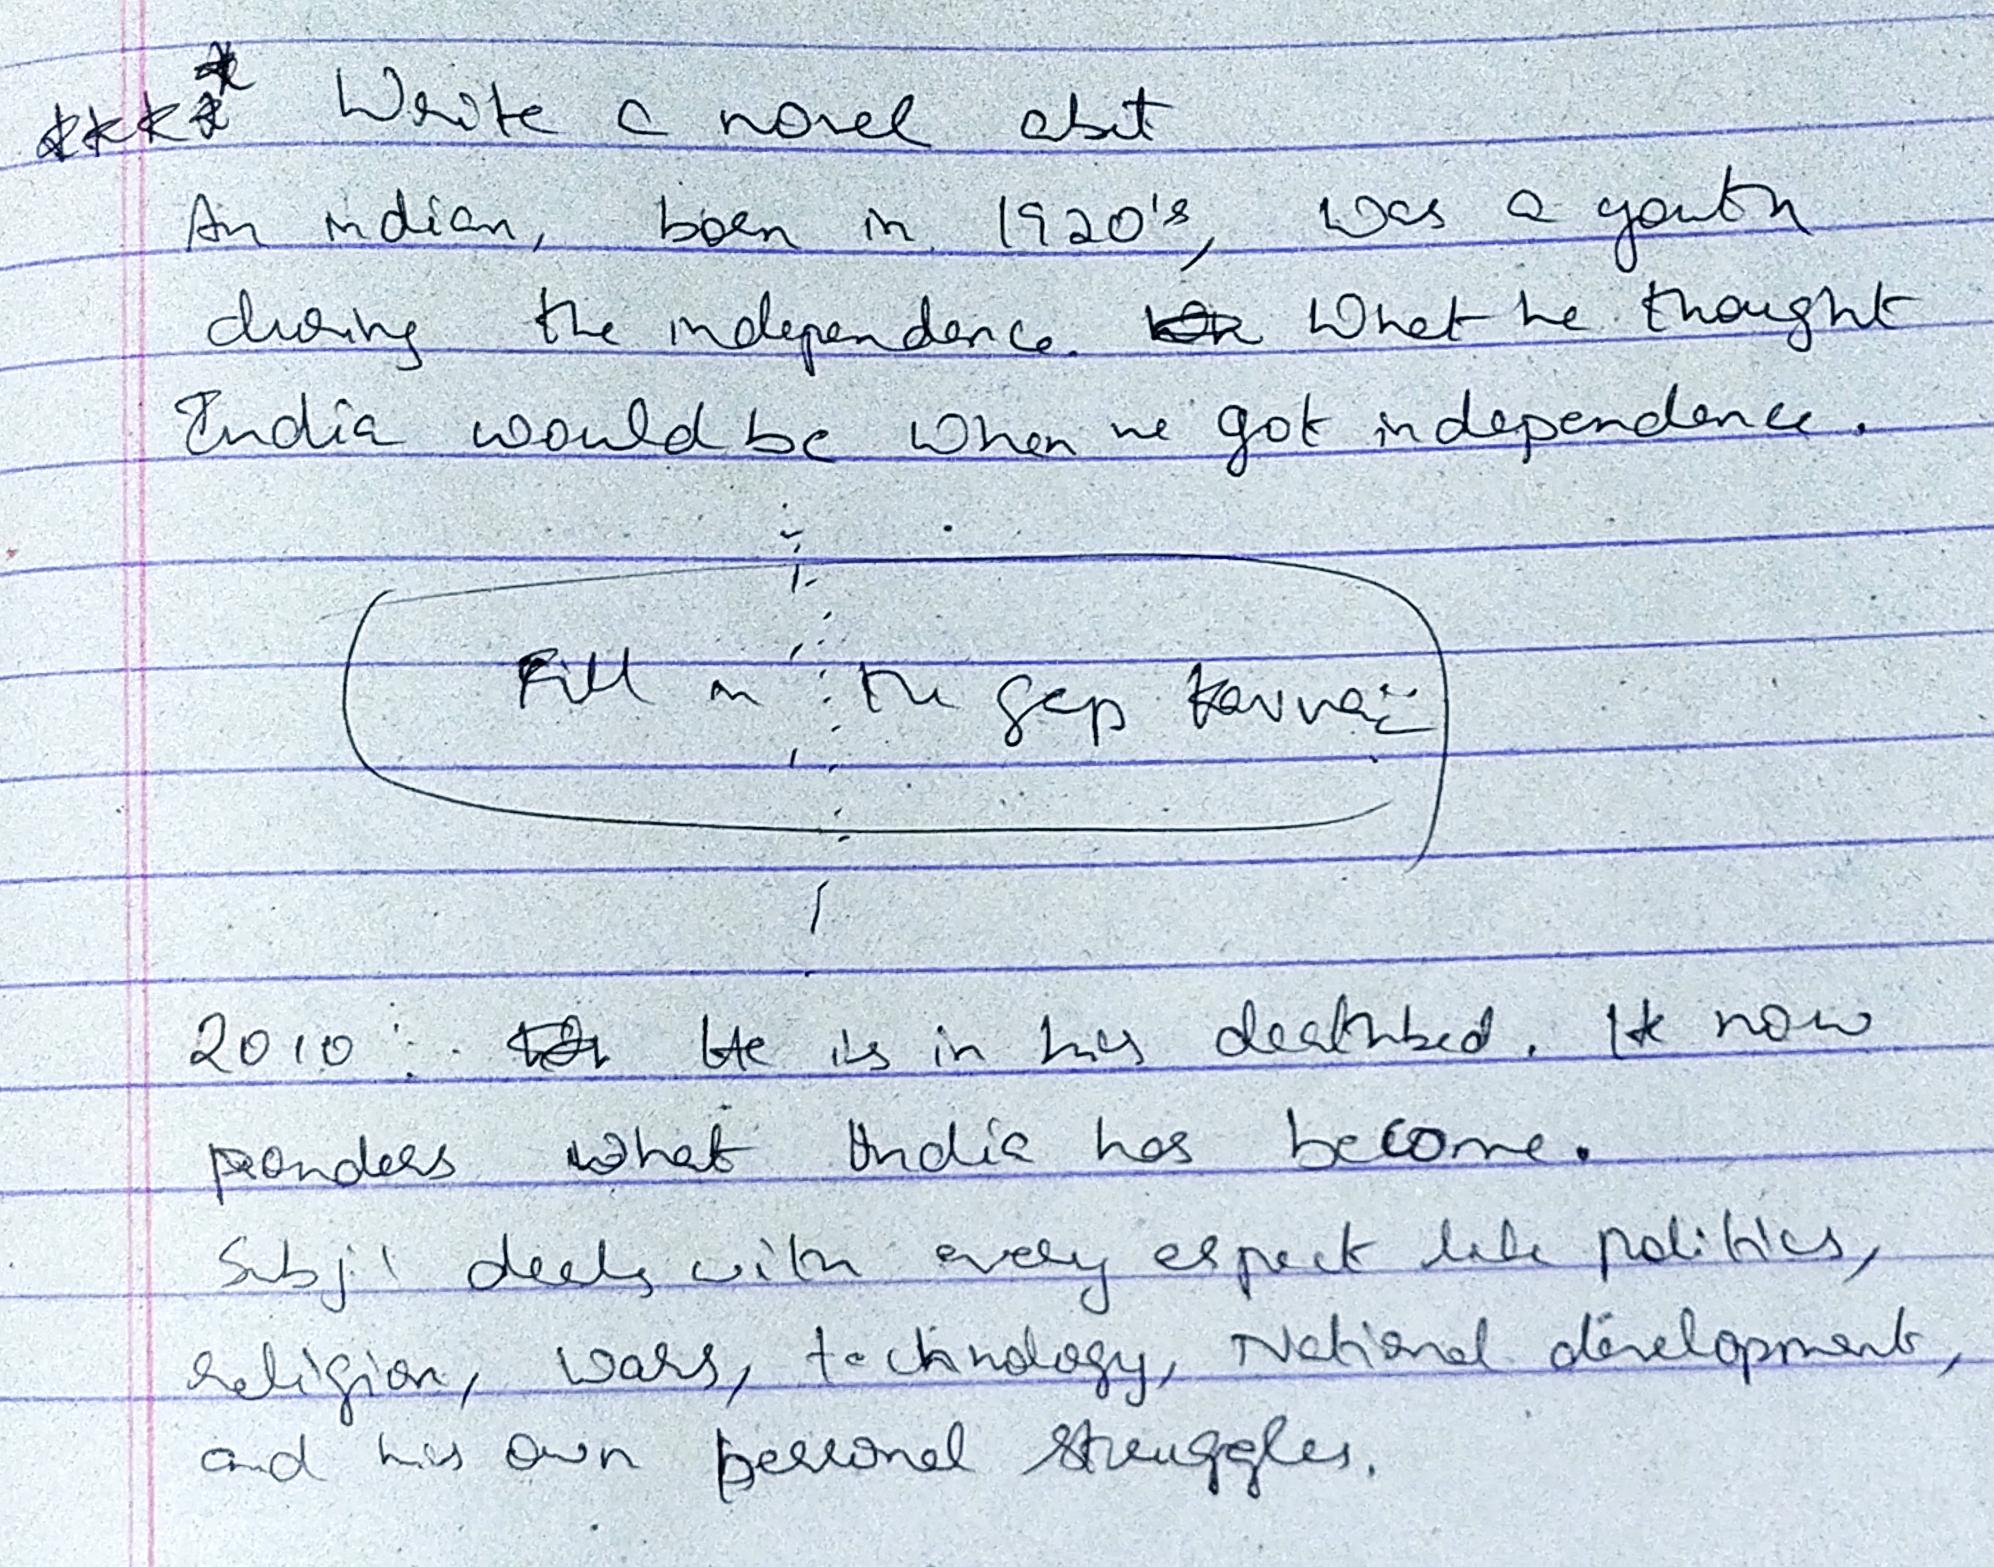 ***** Write a novel abt
An indian, born in 1920's, was a youth
during the independence. What he thought
India would be when we got independence.
Fill in the gap
2010: He is in his deathbed. He now
ponders what India has become.
Subj: deals with every aspect like politics,
religion, wars, technology, National development,
and his own personal struggles.